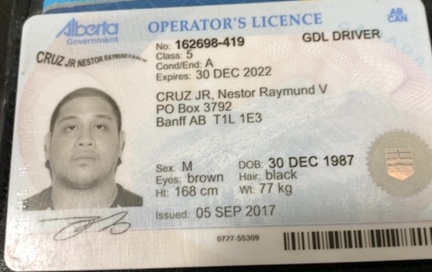 Alberta
Government
OPERATOR'S LICENCE
AB
CAN
No: 162698-419
GDL DRIVER
Class: 5
Cond/End: A
Expires: 30 DEC 2022
CRUZ JR NESTOR RAYMUND
CRUZ JR, Nestor Raymund V
PO Box 3792
Banff AB T1L 1E3
Sex: M DOB: 30 DEC 1987
Eyes: brown Hair: black
Ht: 168 cm Wt: 77 kg
Issued: 05 SEP 2017
0727-55309